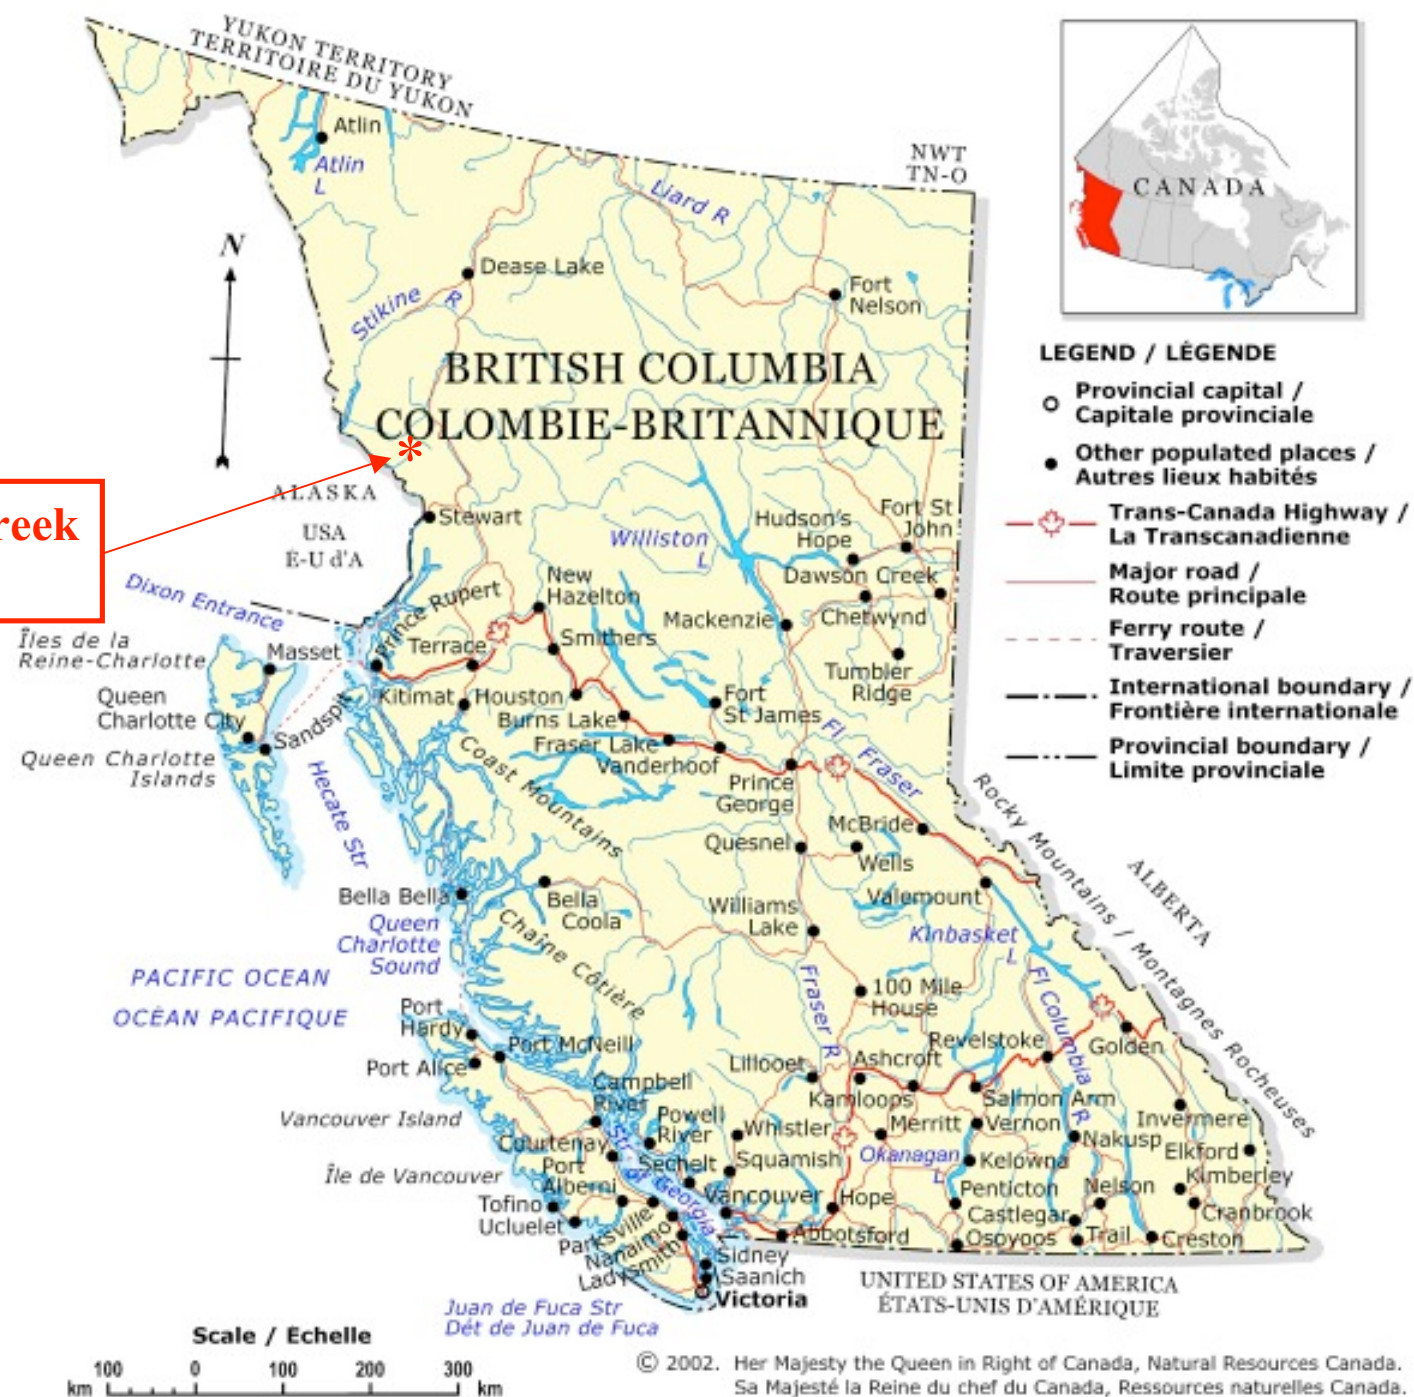 YUKON TERRITORY
TERRITOIRE DU YUKON
NWT
TN-O
CANADA
Atlin
Atlin
L
Liard R
N
Dease Lake
Stikine R
Fort
Nelson
BRITISH COLUMBIA
COLOMBIE-BRITANNIQUE
*
reek
ALASKA
USA
É-U d'A
Stewart
Dixon Entrance
Williston
L
Hudson's
Hope
Fort St
John
Dawson Creek
Chetwynd
Mackenzie
Tumbler
Ridge
New
Hazelton
Prince Rupert
Terrace
Smithers
Îles de la
Reine-Charlotte
Masset
Queen
Charlotte City
Sandspit
Queen Charlotte
Islands
Kitimat
Houston
Burns Lake
Fort
St James
Fraser Lake
Vanderhoof
Prince
George
Fl Fraser
Hecate Str
Coast Mountains
McBride
Quesnel
Wells
Valemount
Rocky Mountains / Montagnes Rocheuses
ALBERTA
Bella Bella
Bella
Coola
Williams
Lake
Kinbasket
L
Queen
Charlotte
Sound
Chaîne Côtière
PACIFIC OCEAN
OCÉAN PACIFIQUE
Fraser R
100 Mile
House
Fl Columbia R
Port
Hardy
Port McNeill
Port Alice
Revelstoke
Golden
Lillooet
Ashcroft
Kamloops
Salmon Arm
Campbell
River
Powell
River
Vancouver Island
Whistler
Merritt
Vernon
Invermere
Nakusp
Elkford
Courtenay
Str of Georgia
Sechelt
Squamish
Okanagan
L
Kelowna
Kimberley
Île de Vancouver
Port
Alberni
Vancouver
Hope
Penticton
Nelson
Cranbrook
Tofino
Ucluelet
Castlegar
Parksville
Nanaimo
Ladysmith
Abbotsford
Osoyoos
Trail
Creston
Sidney
Saanich
Victoria
UNITED STATES OF AMERICA
ÉTATS-UNIS D'AMÉRIQUE
Juan de Fuca Str
Dét de Juan de Fuca
LEGEND / LÉGENDE
Provincial capital /
Capitale provinciale
Other populated places /
Autres lieux habités
Trans-Canada Highway /
La Transcanadienne
Major road /
Route principale
Ferry route /
Traversier
International boundary /
Frontière internationale
Provincial boundary /
Limite provinciale
Scale / Échelle
100 0 100 200 300
km km
© 2002. Her Majesty the Queen in Right of Canada, Natural Resources Canada.
Sa Majesté la Reine du chef du Canada, Ressources naturelles Canada.